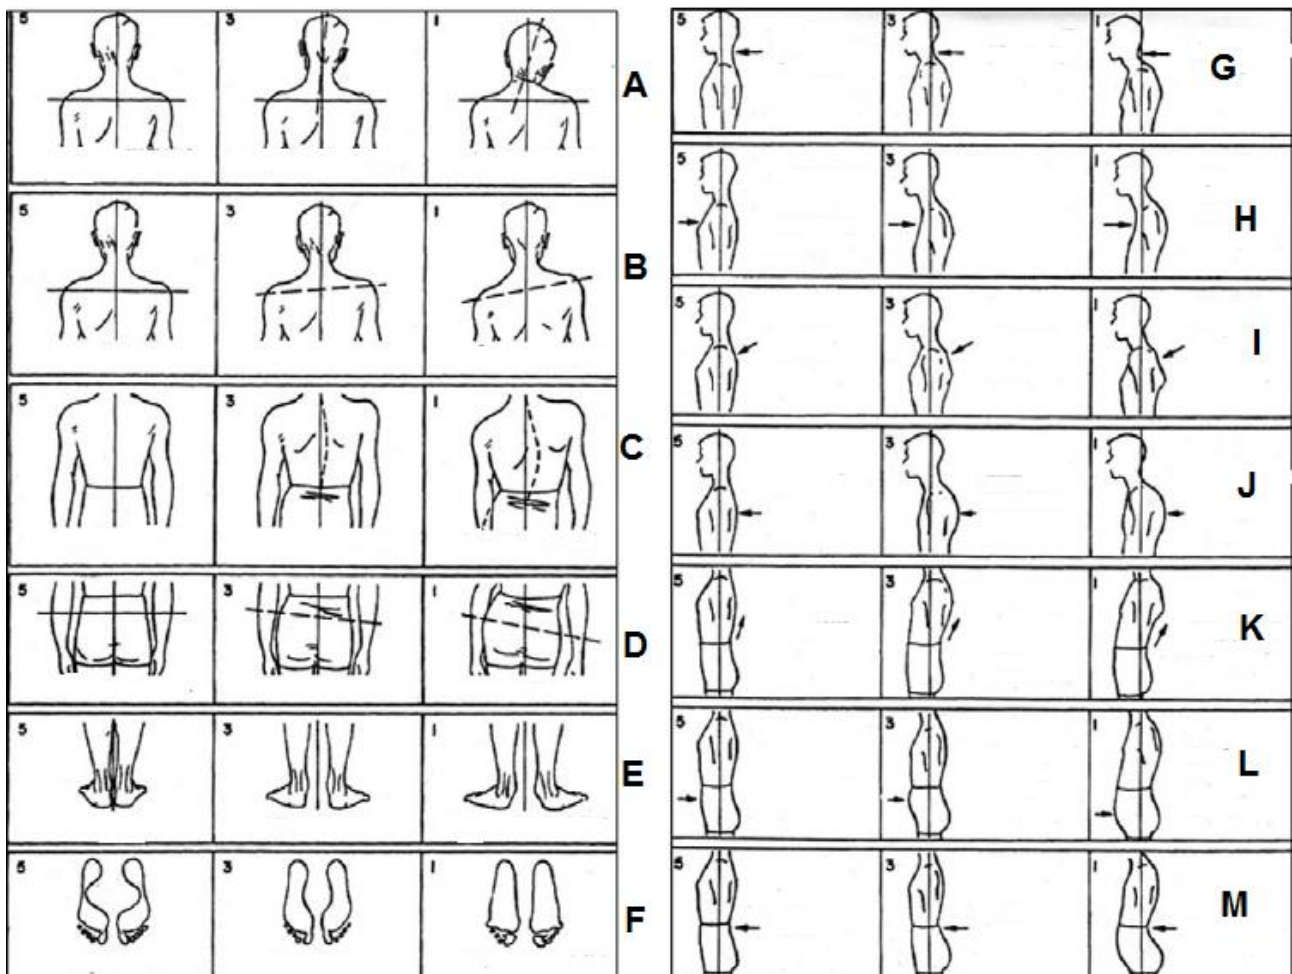 5 3 1 A
5 3 1 B
5 3 1 C
5 3 1 D
5 3 1 E
5 3 1 F
5 3 1 G
5 3 1 H
5 3 1 I
5 3 1 J
5 3 1 K
5 3 1 L
5 3 1 M